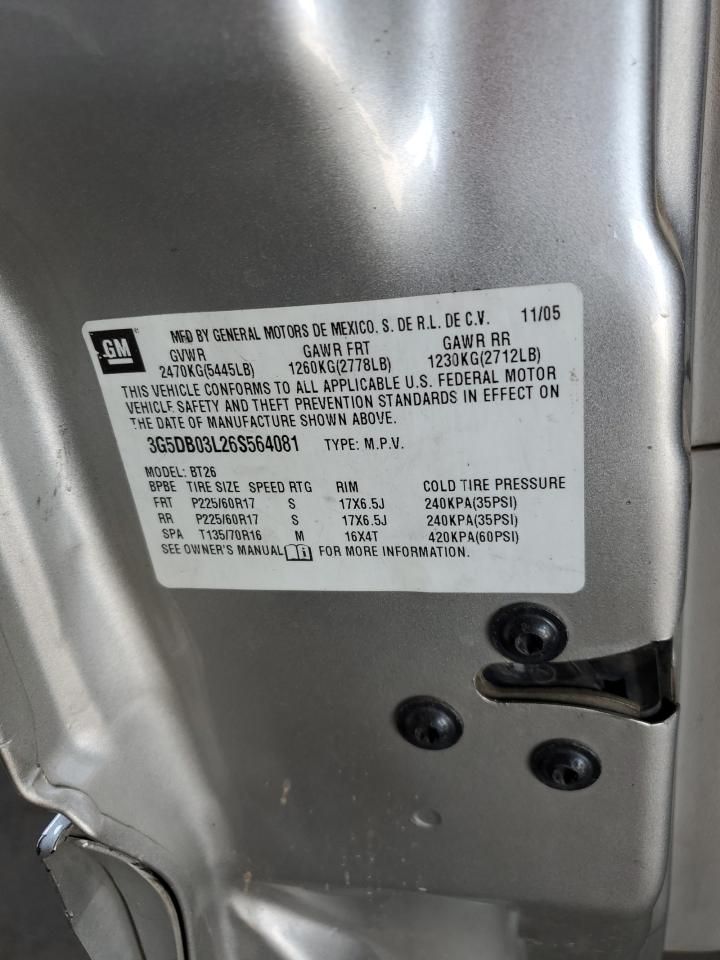 GM
MFD BY GENERAL MOTORS DE MEXICO. S. DE R.L. DE C.V. 11/05
GVWR GAWR FRT GAWR RR
2470KG(5445LB) 1260KG(2778LB) 1230KG(2712LB)
THIS VEHICLE CONFORMS TO ALL APPLICABLE U.S. FEDERAL MOTOR
VEHICLE SAFETY AND THEFT PREVENTION STANDARDS IN EFFECT ON
THE DATE OF MANUFACTURE SHOWN ABOVE.
3G5DB03L26S564081 TYPE: M.P.V.
MODEL: BT26
BPBE TIRE SIZE SPEED RTG RIM COLD TIRE PRESSURE
FRT P225/60R17 S 17X6.5J 240KPA(35PSI)
RR P225/60R17 S 17X6.5J 240KPA(35PSI)
SPA T135/70R16 M 16X4T 420KPA(60PSI)
SEE OWNER'S MANUAL i FOR MORE INFORMATION.